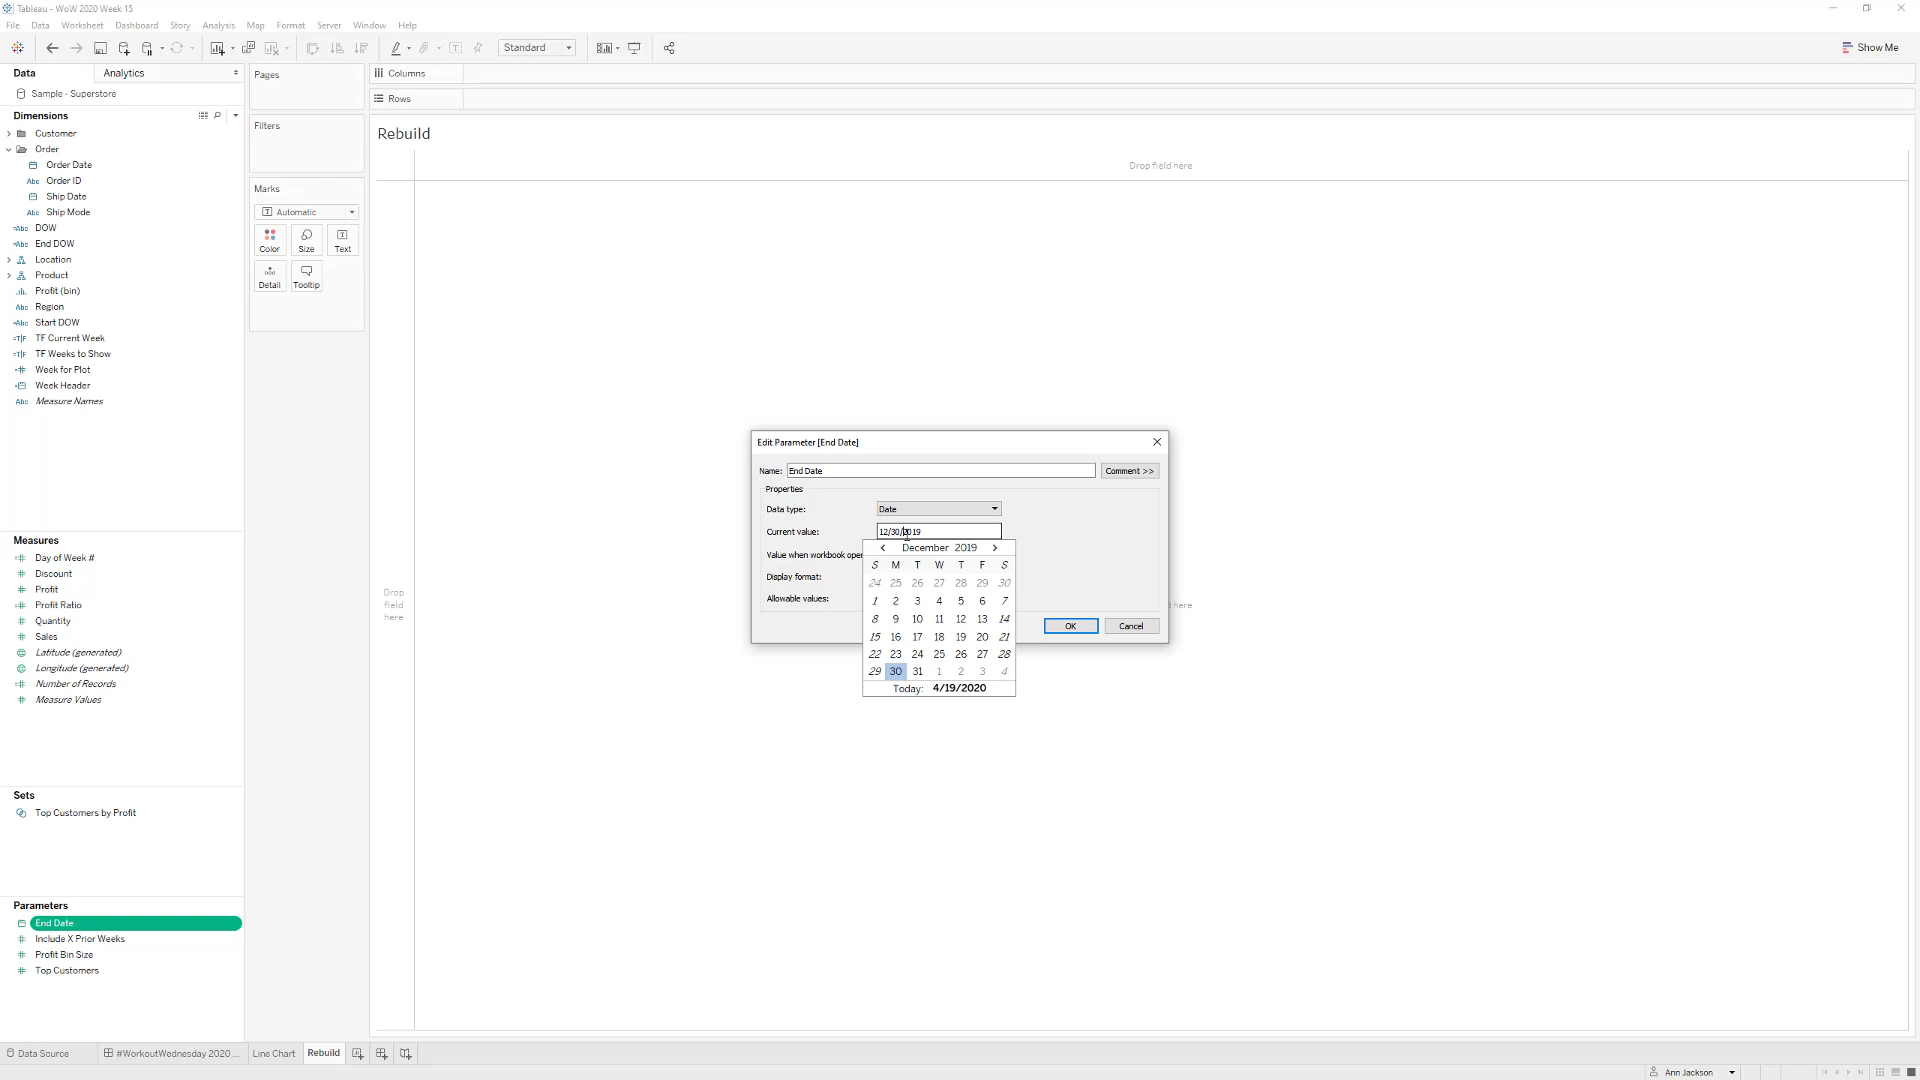 Tableau - WoW 2020 Week 15
File Data Worksheet Dashboard Story Analysis Map Format Server Window Help
Standard
Show Me
Data Analytics
Sample - Superstore
Dimensions
Customer
Order
Order Date
Abc Order ID
Ship Date
Abc Ship Mode
=Abc DOW
=Abc End DOW
Location
Product
Profit (bin)
Abc Region
=Abc Start DOW
=T|F TF Current Week
=T|F TF Weeks to Show
Week for Plot
Week Header
Abc Measure Names
Measures
Day of Week #
Discount
Profit
Profit Ratio
Quantity
Sales
Latitude (generated)
Longitude (generated)
Number of Records
Measure Values
Sets
Top Customers by Profit
Parameters
End Date
Include X Prior Weeks
Profit Bin Size
Top Customers
Pages
Filters
Marks
Automatic
Color Size Text
Detail Tooltip
Columns
Rows
Rebuild
Drop field here
Drop
field
here
d here
Edit Parameter [End Date]
Name: End Date Comment >>
Properties
Data type: Date
Current value: 12/30/2019
Value when workbook open
Display format:
Allowable values:
December 2019
S M T W T F S
24 25 26 27 28 29 30
1 2 3 4 5 6 7
8 9 10 11 12 13 14
15 16 17 18 19 20 21
22 23 24 25 26 27 28
29 30 31 1 2 3 4
Today: 4/19/2020
OK Cancel
Data Source #WorkoutWednesday 2020 ... Line Chart Rebuild
Ann Jackson